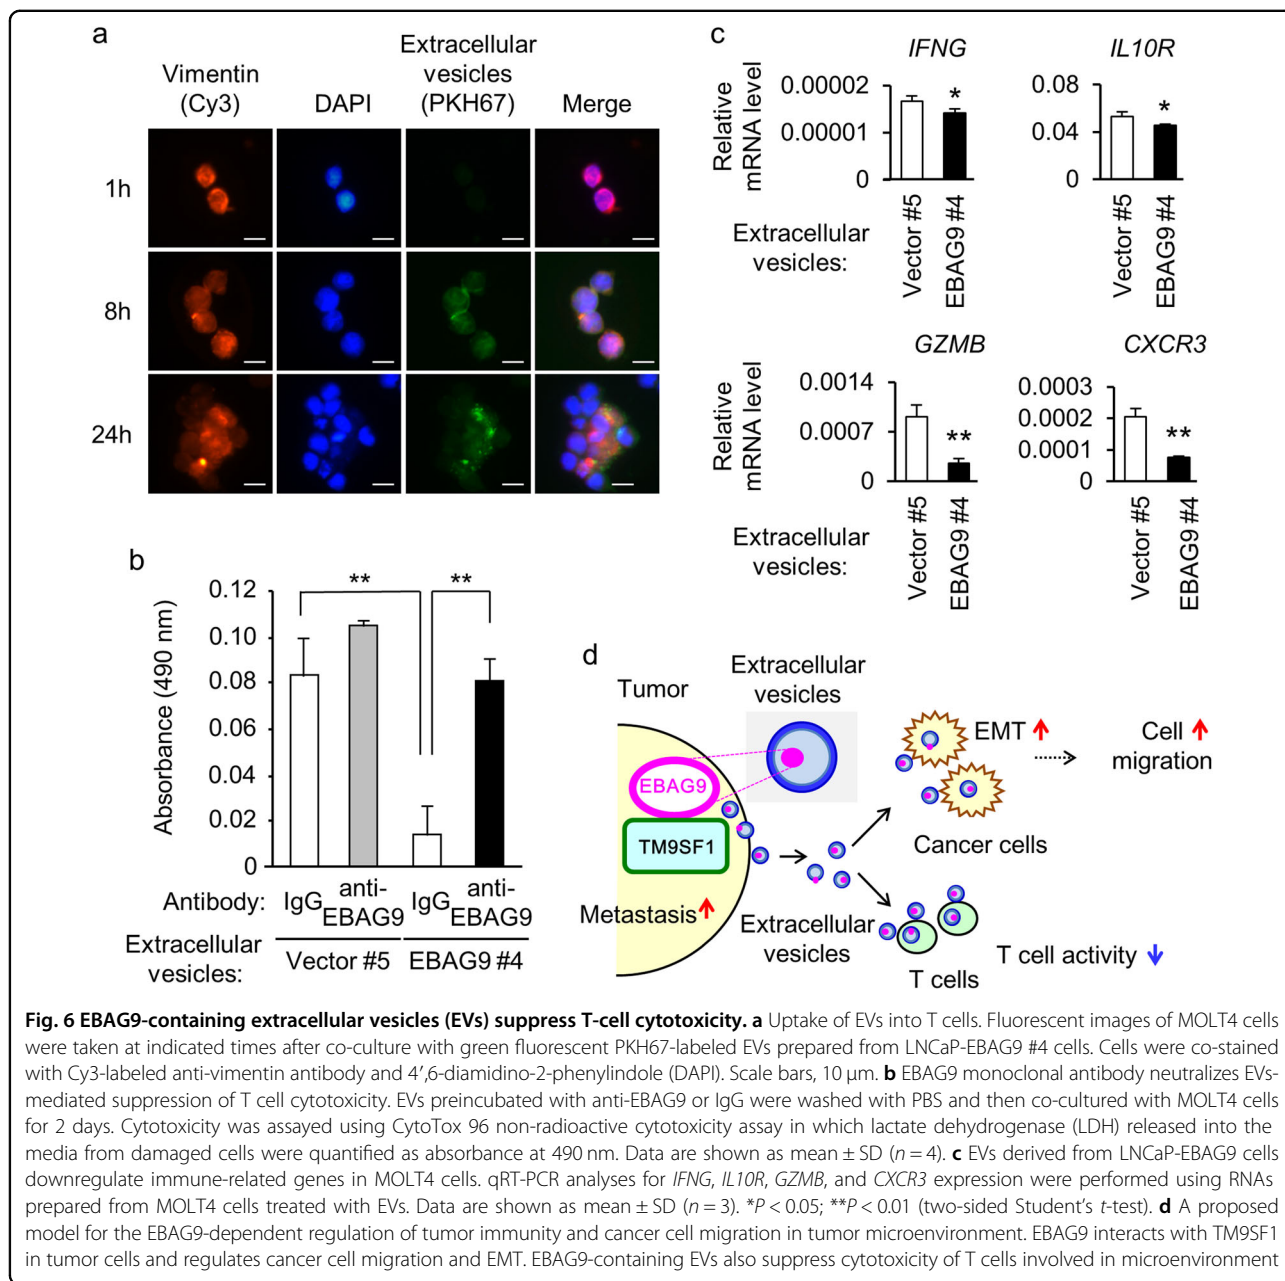 a
Vimentin
(Cy3)
DAPI
Extracellular
vesicles
(PKH67)
Merge
1h
8h
24h
b
Absorbance (490 nm)
0.12
0.10
0.08
0.06
0.04
0.02
0
**
**
Antibody:
IgG
anti-
EBAG9
IgG
anti-
EBAG9
Extracellular
vesicles:
Vector #5
EBAG9 #4
c
IFNG
Relative
mRNA level
0.00002
0.00001
0
*
IL10R
0.08
0.04
0
*
Extracellular
vesicles:
Vector #5
EBAG9 #4
Vector #5
EBAG9 #4
GZMB
Relative
mRNA level
0.0014
0.0007
0
**
CXCR3
0.0003
0.0002
0.0001
0
**
Extracellular
vesicles:
Vector #5
EBAG9 #4
Vector #5
EBAG9 #4
d
Tumor
Extracellular
vesicles
EBAG9
TM9SF1
Metastasis
Extracellular
vesicles
EMT
Cell
migration
Cancer cells
T cells
T cell activity
Fig. 6 EBAG9-containing extracellular vesicles (EVs) suppress T-cell cytotoxicity. a Uptake of EVs into T cells. Fluorescent images of MOLT4 cells
were taken at indicated times after co-culture with green fluorescent PKH67-labeled EVs prepared from LNCaP-EBAG9 #4 cells. Cells were co-stained
with Cy3-labeled anti-vimentin antibody and 4′,6-diamidino-2-phenylindole (DAPI). Scale bars, 10 μm. b EBAG9 monoclonal antibody neutralizes EVs-
mediated suppression of T cell cytotoxicity. EVs preincubated with anti-EBAG9 or IgG were washed with PBS and then co-cultured with MOLT4 cells
for 2 days. Cytotoxicity was assayed using CytoTox 96 non-radioactive cytotoxicity assay in which lactate dehydrogenase (LDH) released into the
media from damaged cells were quantified as absorbance at 490 nm. Data are shown as mean ± SD (n = 4). c EVs derived from LNCaP-EBAG9 cells
downregulate immune-related genes in MOLT4 cells. qRT-PCR analyses for IFNG, IL10R, GZMB, and CXCR3 expression were performed using RNAs
prepared from MOLT4 cells treated with EVs. Data are shown as mean ± SD (n = 3). *P < 0.05; **P < 0.01 (two-sided Student's t-test). d A proposed
model for the EBAG9-dependent regulation of tumor immunity and cancer cell migration in tumor microenvironment. EBAG9 interacts with TM9SF1
in tumor cells and regulates cancer cell migration and EMT. EBAG9-containing EVs also suppress cytotoxicity of T cells involved in microenvironment